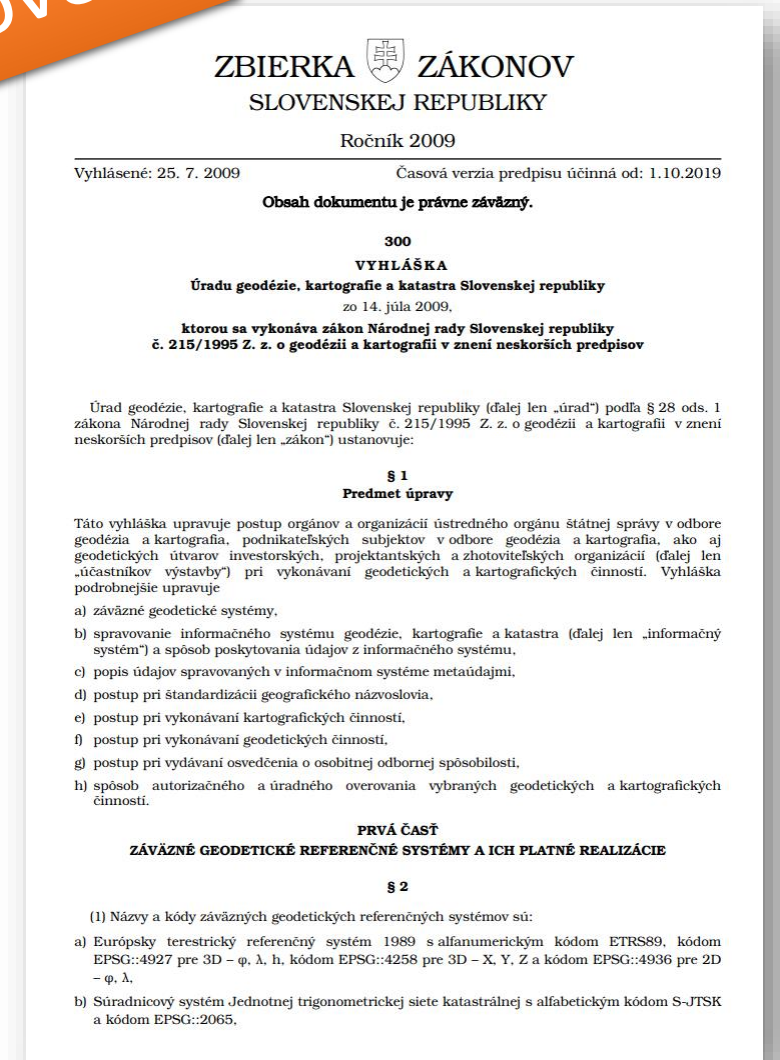 ZBIERKA ZÁKONOV
SLOVENSKEJ REPUBLIKY
Ročník 2009
Vyhlásené: 25. 7. 2009 Časová verzia predpisu účinná od: 1.10.2019
Obsah dokumentu je právne záväzný.
300
VYHLÁŠKA
Úradu geodézie, kartografie a katastra Slovenskej republiky
zo 14. júla 2009,
ktorou sa vykonáva zákon Národnej rady Slovenskej republiky
č. 215/1995 Z. z. o geodézii a kartografii v znení neskorších predpisov
Úrad geodézie, kartografie a katastra Slovenskej republiky (ďalej len „úrad“) podľa § 28 ods. 1
zákona Národnej rady Slovenskej republiky č. 215/1995 Z. z. o geodézii a kartografii v znení
neskorších predpisov (ďalej len „zákon“) ustanovuje:
§ 1
Predmet úpravy
Táto vyhláška upravuje postup orgánov a organizácií ústredného orgánu štátnej správy v odbore
geodézia a kartografia, podnikateľských subjektov v odbore geodézia a kartografia, ako aj
geodetických útvarov investorských, projektantských a zhotoviteľských organizácií (ďalej len
„účastníkov výstavby“) pri vykonávaní geodetických a kartografických činností. Vyhláška
podrobnejšie upravuje
a) záväzné geodetické systémy,
b) spravovanie informačného systému geodézie, kartografie a katastra (ďalej len „informačný
systém“) a spôsob poskytovania údajov z informačného systému,
c) popis údajov spravovaných v informačnom systéme metaúdajmi,
d) postup pri štandardizácii geografického názvoslovia,
e) postup pri vykonávaní kartografických činností,
f) postup pri vykonávaní geodetických činností,
g) postup pri vydávaní osvedčenia o osobitnej odbornej spôsobilosti,
h) spôsob autorizačného a úradného overovania vybraných geodetických a kartografických
činností.
PRVÁ ČASŤ
ZÁVÄZNÉ GEODETICKÉ REFERENČNÉ SYSTÉMY A ICH PLATNÉ REALIZÁCIE
§ 2
(1) Názvy a kódy záväzných geodetických referenčných systémov sú:
a) Európsky terestrický referenčný systém 1989 s alfanumerickým kódom ETRS89, kódom
EPSG::4927 pre 3D – φ, λ, h, kódom EPSG::4258 pre 3D – X, Y, Z a kódom EPSG::4936 pre 2D
– φ, λ,
b) Súradnicový systém Jednotnej trigonometrickej siete katastrálnej s alfabetickým kódom S-JTSK
a kódom EPSG::2065,